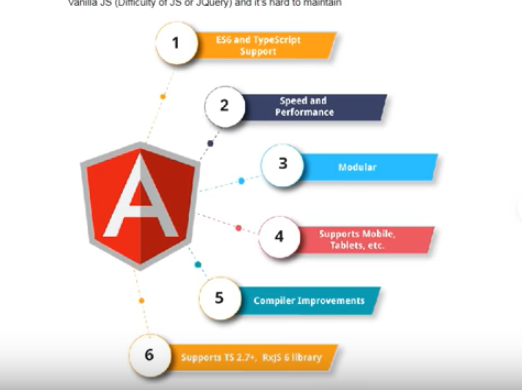 Vanilla JS (Difficulty of JS or JQuery) and it's hard to maintain
1
ES6 and TypeScript
Support
2
Speed and
Performance
3
Modular
A
4
Supports Mobile,
Tablets, etc.
5
Compiler Improvements
6
Supports TS 2.7+, RxJS 6 library